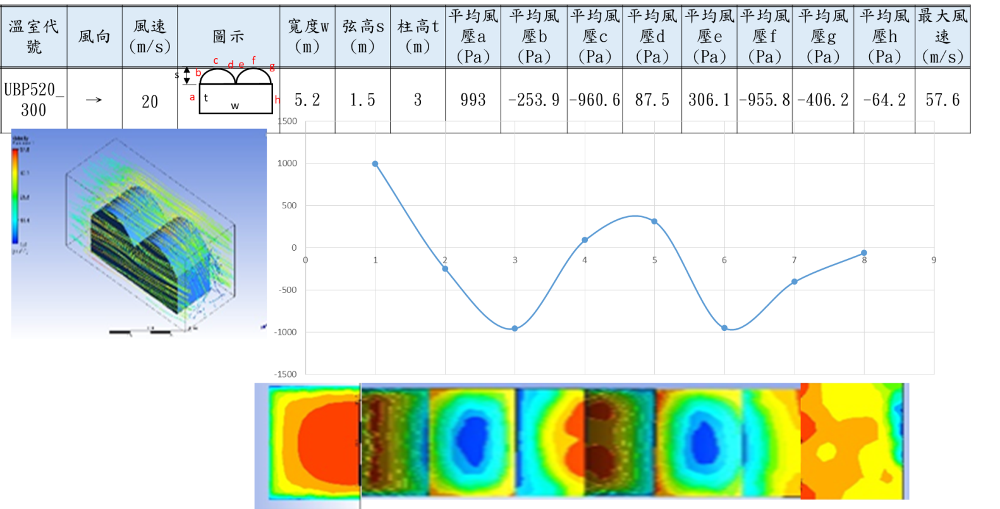 溫室代號 風向 風速(m/s) 圖示 寬度w(m) 弦高s(m) 柱高t(m) 平均風壓a(Pa) 平均風壓b(Pa) 平均風壓c(Pa) 平均風壓d(Pa) 平均風壓e(Pa) 平均風壓f(Pa) 平均風壓g(Pa) 平均風壓h(Pa) 最大風速(m/s)
c d e f
s b g
a t h
w
UBP520_300 → 20 5.2 1.5 3 993 -253.9 -960.6 87.5 306.1 -955.8 -406.2 -64.2 57.6
1500
1000
500
0
0 1 2 3 4 5 6 7 8 9
-500
-1000
-1500